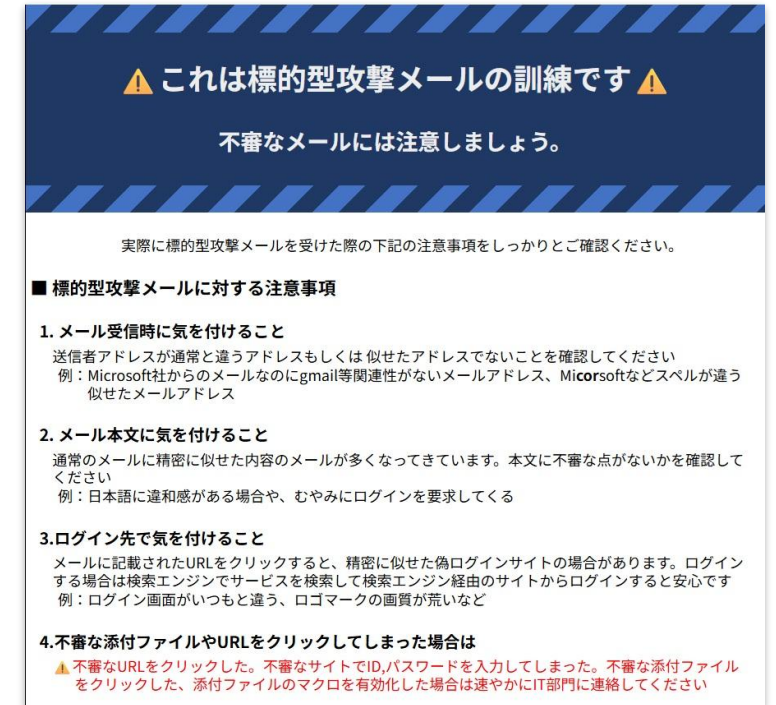 ⚠これは標的型攻撃メールの訓練です⚠
不審なメールには注意しましょう。
実際に標的型攻撃メールを受けた際の下記の注意事項をしっかりとご確認ください。
■ 標的型攻撃メールに対する注意事項
1. メール受信時に気を付けること
送信者アドレスが通常と違うアドレスもしくは 似せたアドレスでないことを確認してください
例：Microsoft社からのメールなのにgmail等関連性がないメールアドレス、Micorsoftなどスペルが違う
似せたメールアドレス
2. メール本文に気を付けること
通常のメールに精密に似せた内容のメールが多くなってきています。本文に不審な点がないかを確認して
ください
例：日本語に違和感がある場合や、むやみにログインを要求してくる
3.ログイン先で気を付けること
メールに記載されたURLをクリックすると、精密に似せた偽ログインサイトの場合があります。ログイン
する場合は検索エンジンでサービスを検索して検索エンジン経由のサイトからログインすると安心です
例：ログイン画面がいつもと違う、ロゴマークの画質が荒いなど
4.不審な添付ファイルやURLをクリックしてしまった場合は
⚠不審なURLをクリックした。不審なサイトでID,パスワードを入力してしまった。不審な添付ファイル
をクリックした、添付ファイルのマクロを有効化した場合は速やかにIT部門に連絡してください